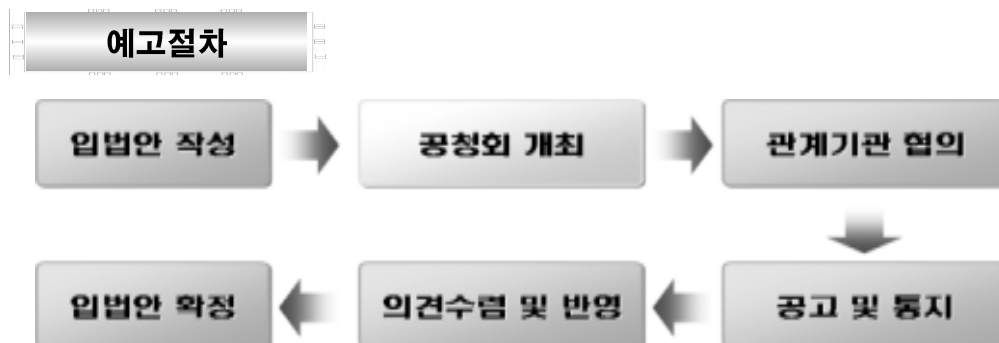 예고절차
입법안 작성
공청회 개최
관계기관 협의
공고 및 통지
의견수렴 및 반영
입법안 확정